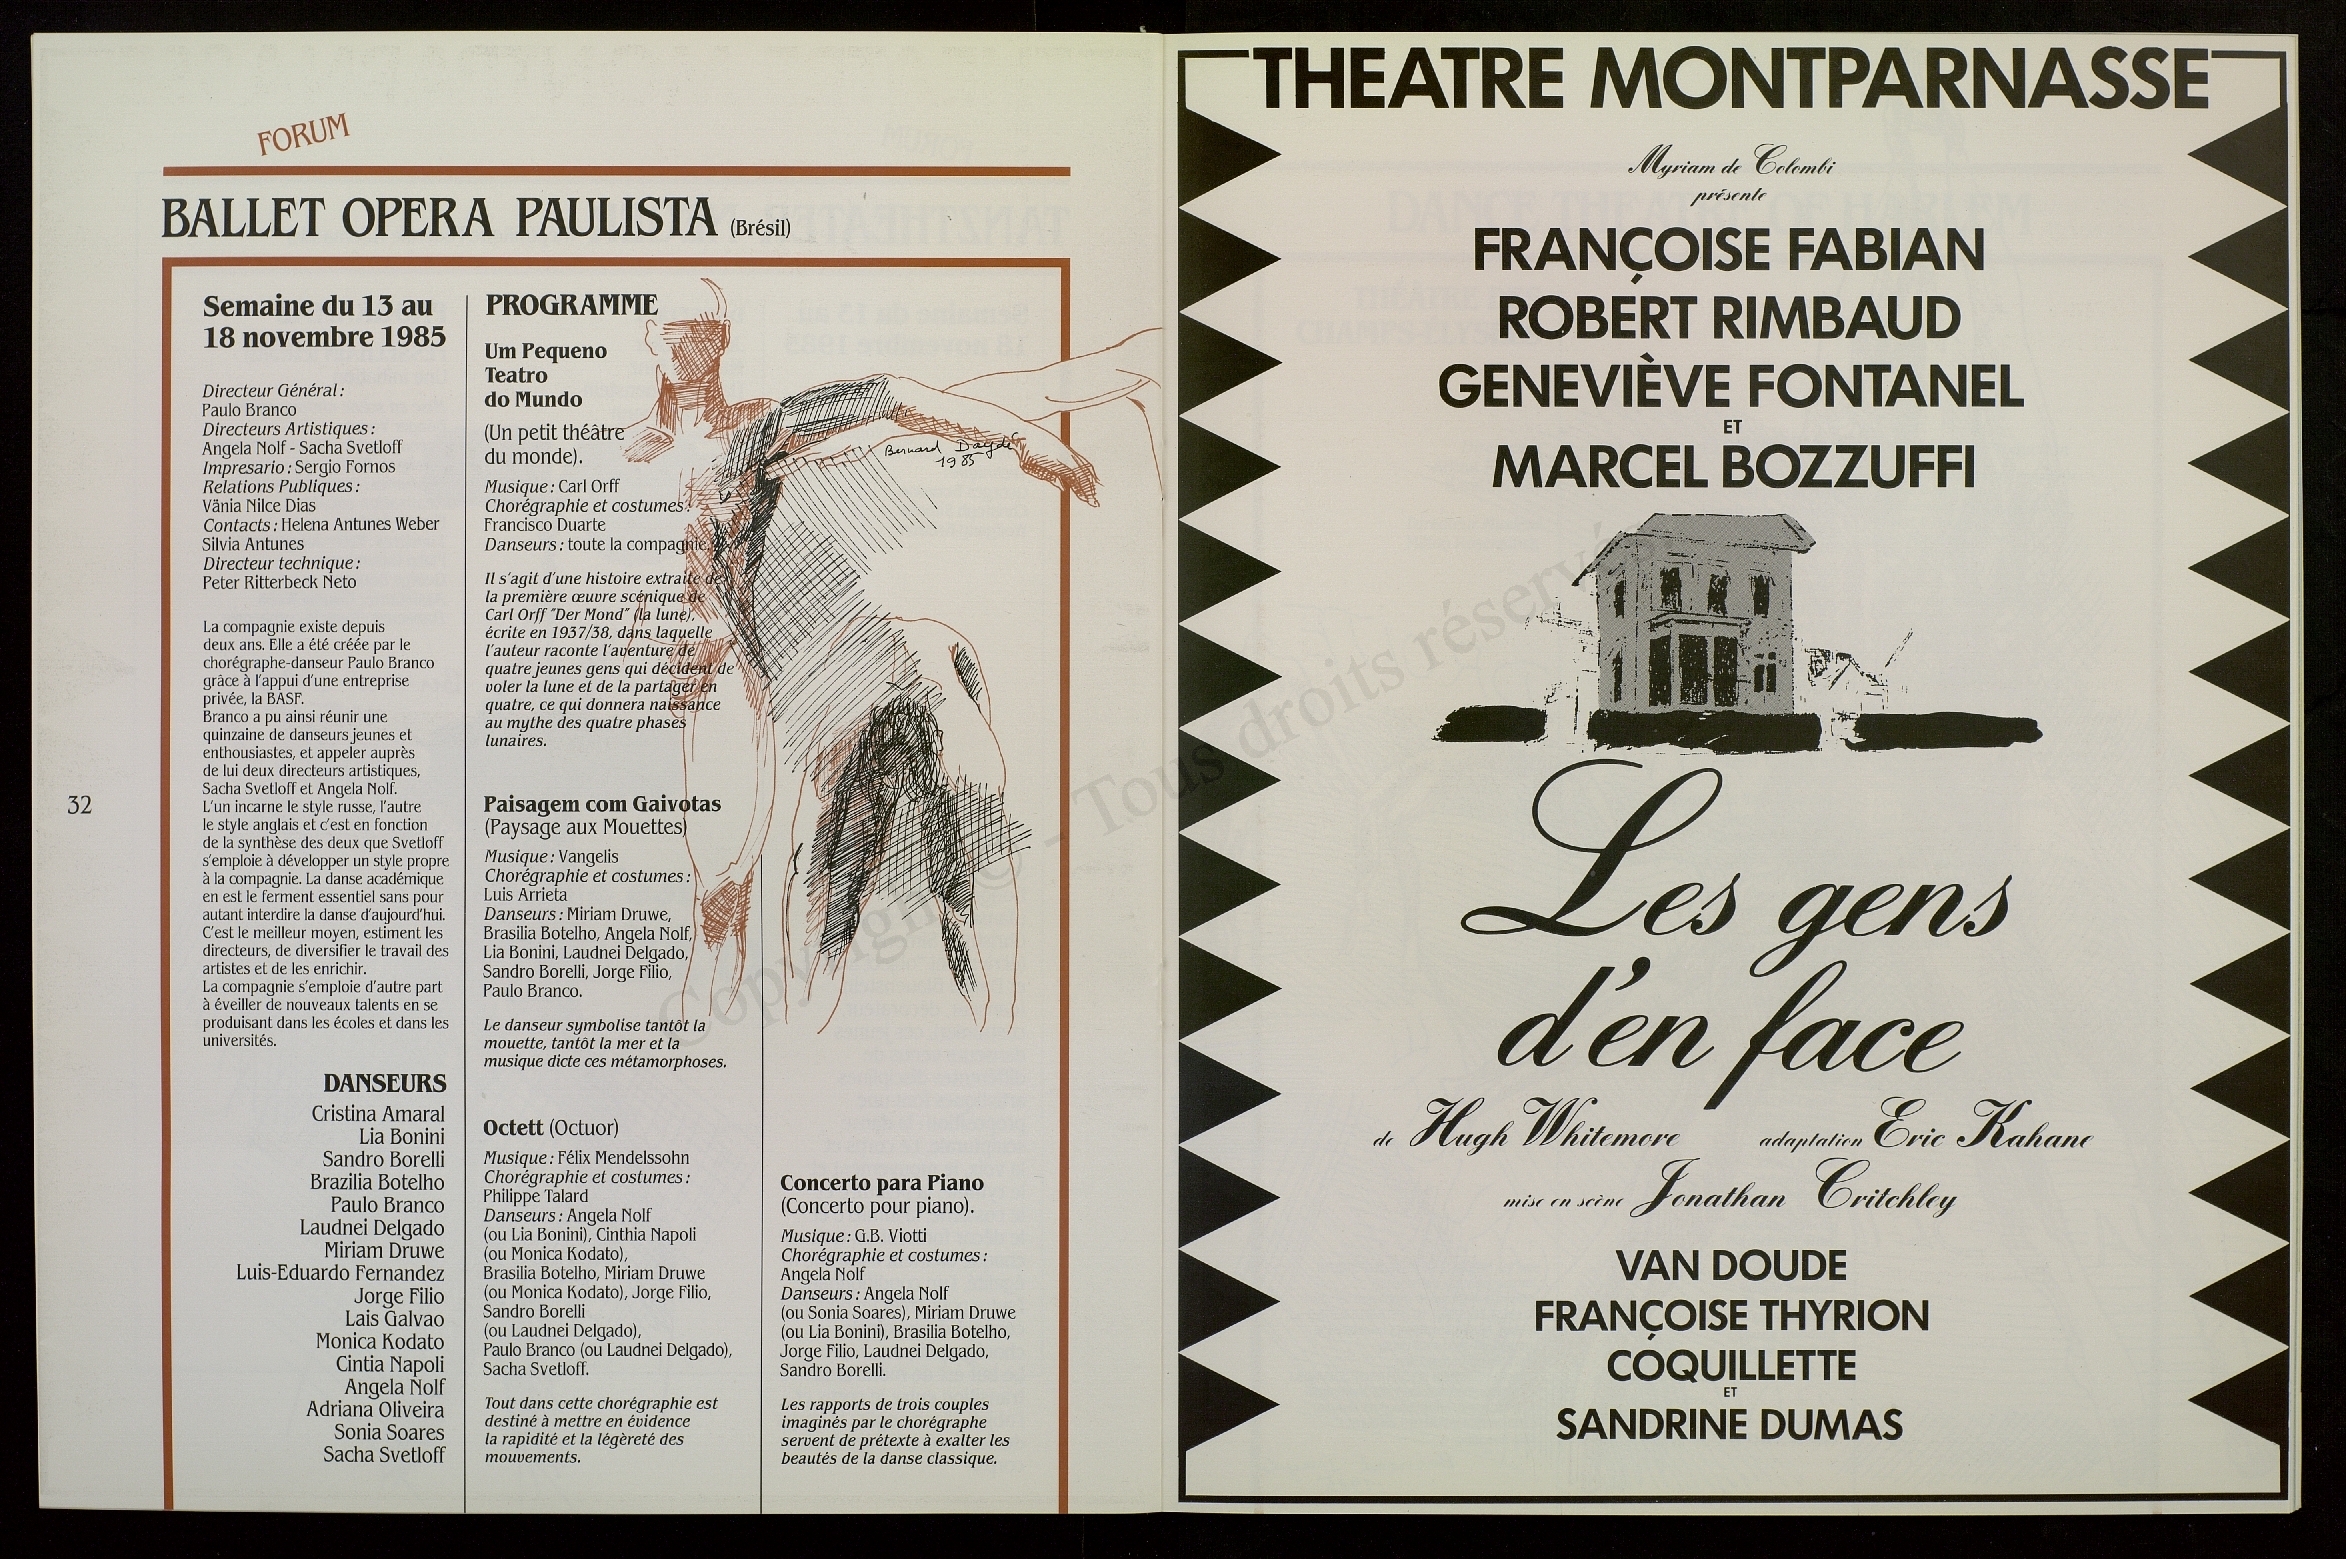 FORUM
BALLET OPERA PAULISTA (Brésil)
Semaine du 13 au
18 novembre 1985
Directeur Général :
Paulo Branco
Directeurs Artistiques :
Angela Nolf - Sacha Svetloff
Impresario : Sergio Fornos
Relations Publiques :
Vänia Nilce Dias
Contacts : Helena Antunes Weber
Silvia Antunes
Directeur technique :
Peter Ritterbeck Neto
La compagnie existe depuis
deux ans. Elle a été créée par le
chorégraphe-danseur Paulo Branco
grâce à l'appui d'une entreprise
privée, la BASF.
Branco a pu ainsi réunir une
quinzaine de danseurs jeunes et
enthousiastes, et appeler auprès
de lui deux directeurs artistiques,
Sacha Svetloff et Angela Nolf.
L'un incarne le style russe, l'autre
le style anglais et c'est en fonction
de la synthèse des deux que Svetloff
s'emploie à développer un style propre
à la compagnie. La danse académique
en est le ferment essentiel sans pour
autant interdire la danse d'aujourd'hui.
C'est le meilleur moyen, estiment les
directeurs, de diversifier le travail des
artistes et de les enrichir.
La compagnie s'emploie d'autre part
à éveiller de nouveaux talents en se
produisant dans les écoles et dans les
universités.
DANSEURS
Cristina Amaral
Lia Bonini
Sandro Borelli
Brazilia Botelho
Paulo Branco
Laudnei Delgado
Miriam Druwe
Luis-Eduardo Fernandez
Jorge Filio
Lais Galvao
Monica Kodato
Cintia Napoli
Angela Nolf
Adriana Oliveira
Sonia Soares
Sacha Svetloff
32
PROGRAMME
Um Pequeno
Teatro
do Mundo
(Un petit théâtre
du monde).
Musique : Carl Orff
Chorégraphie et costumes :
Francisco Duarte
Danseurs : toute la compagnie.
Il s'agit d'une histoire extraite de
la première œuvre scénique de
Carl Orff "Der Mond" (la lune),
écrite en 1937/38, dans laquelle
l'auteur raconte l'aventure de
quatre jeunes gens qui décident de
voler la lune et de la partager en
quatre, ce qui donnera naissance
au mythe des quatre phases
lunaires.
Paisagem com Gaivotas
(Paysage aux Mouettes)
Musique : Vangelis
Chorégraphie et costumes :
Luis Arrieta
Danseurs : Miriam Druwe,
Brasilia Botelho, Angela Nolf,
Lia Bonini, Laudnei Delgado,
Sandro Borelli, Jorge Filio,
Paulo Branco.
Le danseur symbolise tantôt la
mouette, tantôt la mer et la
musique dicte ces métamorphoses.
Octett (Octuor)
Musique : Félix Mendelssohn
Chorégraphie et costumes :
Philippe Talard
Danseurs : Angela Nolf
(ou Lia Bonini), Cinthia Napoli
(ou Monica Kodato),
Brasilia Botelho, Miriam Druwe
(ou Monica Kodato), Jorge Filio,
Sandro Borelli
(ou Laudnei Delgado),
Paulo Branco (ou Laudnei Delgado),
Sacha Svetloff.
Tout dans cette chorégraphie est
destiné à mettre en évidence
la rapidité et la légèreté des
mouvements.
Bernard Daydé
1985
Concerto para Piano
(Concerto pour piano).
Musique : G.B. Viotti
Chorégraphie et costumes :
Angela Nolf
Danseurs : Angela Nolf
(ou Sonia Soares), Miriam Druwe
(ou Lia Bonini), Brasilia Botelho,
Jorge Filio, Laudnei Delgado,
Sandro Borelli.
Les rapports de trois couples
imaginés par le chorégraphe
servent de prétexte à exalter les
beautés de la danse classique.
Copyright © - Tous droits réservés
THEATRE MONTPARNASSE
Myriam de Colombi
présente
FRANÇOISE FABIAN
ROBERT RIMBAUD
GENEVIÈVE FONTANEL
ET
MARCEL BOZZUFFI
Les gens
d'en face
de Hugh Whitemore adaptation Eric Kahane
mise en scène Jonathan Critchley
VAN DOUDE
FRANÇOISE THYRION
COQUILLETTE
ET
SANDRINE DUMAS